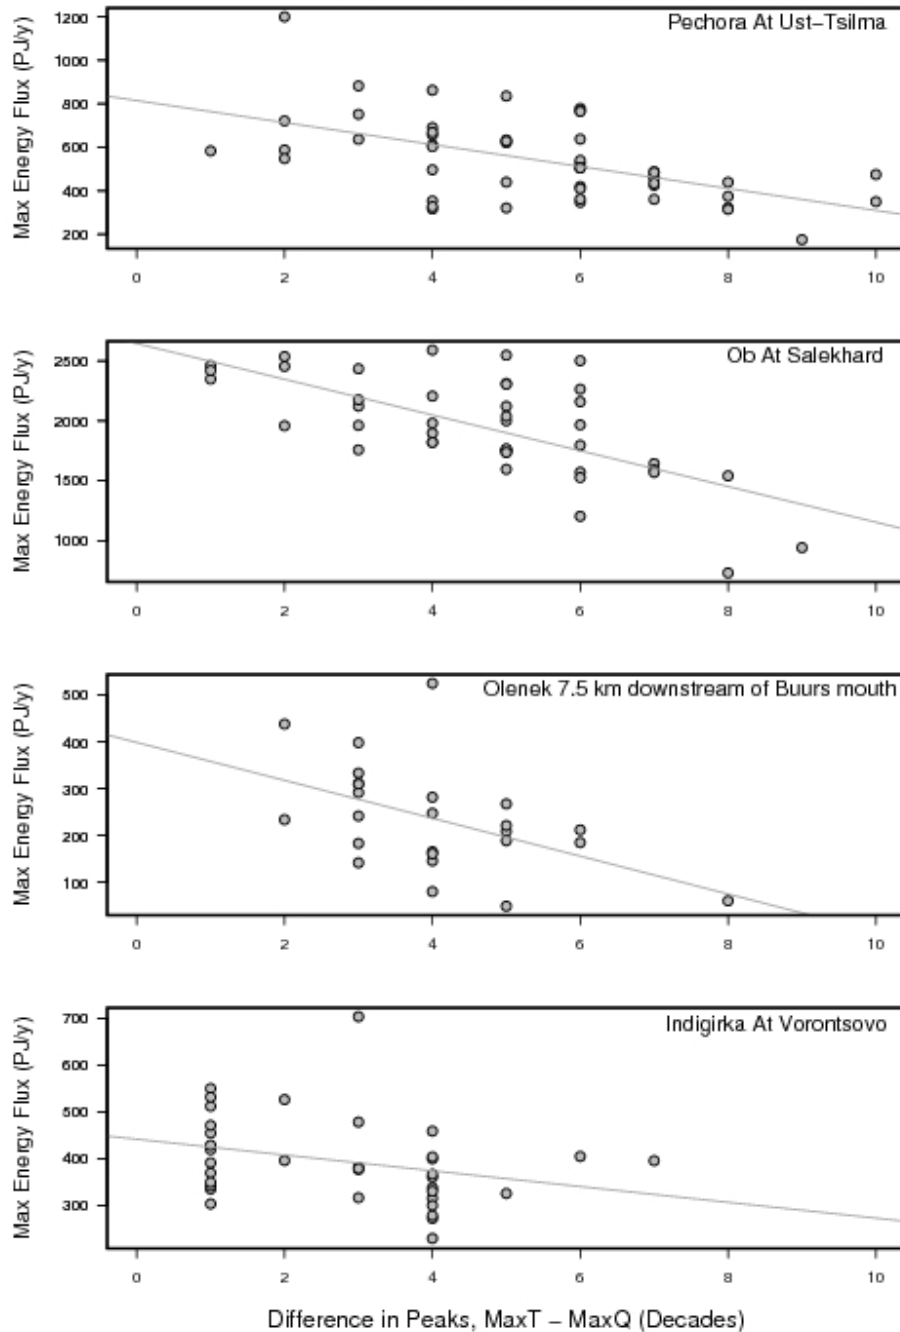 Pechora At Ust-Tsilma
Max Energy Flux (PJ/y)
1200
1000
800
600
400
200
0 2 4 6 8 10
Ob At Salekhard
Max Energy Flux (PJ/y)
2500
2000
1500
1000
0 2 4 6 8 10
Olenek 7.5 km downstream of Buurs mouth
Max Energy Flux (PJ/y)
500
400
300
200
100
0 2 4 6 8 10
Indigirka At Vorontsovo
Max Energy Flux (PJ/y)
700
600
500
400
300
0 2 4 6 8 10
Difference in Peaks, MaxT - MaxQ (Decades)